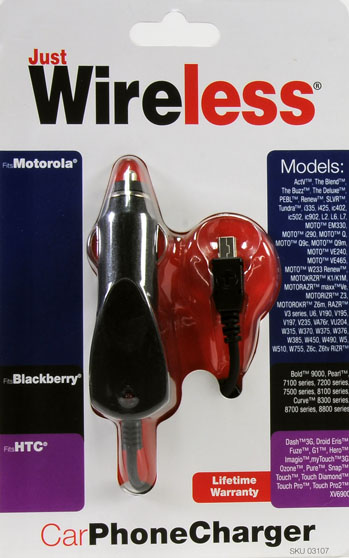 Just
Wireless®
Fits Motorola®
Models:
ActV™, The Blend™,
The Buzz™, The Deluxe™,
PEBL™, Renew™, SLVR™,
Tundra™, i335, i425, ic402,
ic502, ic902, L2, L6, L7,
MOTO™ EM330,
MOTO™ Z90, MOTO™ Q,
MOTO™ Q9c, MOTO™ Q9m,
MOTO™ VE240,
MOTO™ VE465,
MOTO™ W233 Renew™,
MOTOKRZR™ K1/K1M,
MOTORAZR™ maxx™Ve,
MOTORIZR™ Z3,
MOTOROKR™ Z6m, RAZR™
V3 series, U6, V190, V195,
V197, V235, VA76r, VU204,
W315, W370, W375, W376,
W385, W450, W490, W5,
W510, W755, Z6c, Z6tv RIZR™
Fits Blackberry®
Bold™ 9000, Pearl™
7100 series, 7200 series,
7500 series, 8100 series,
Curve™ 8300 series,
8700 series, 8800 series
Fits HTC®
Dash™3G, Droid Eris™
Fuze™, G1™, Hero™
Imagio™,myTouch™3G
Ozone™, Pure™, Snap™
Touch™, Touch Diamond™
Touch Pro™, Touch Pro2™
XV6900
Lifetime
Warranty
CarPhoneCharger
SKU 03107